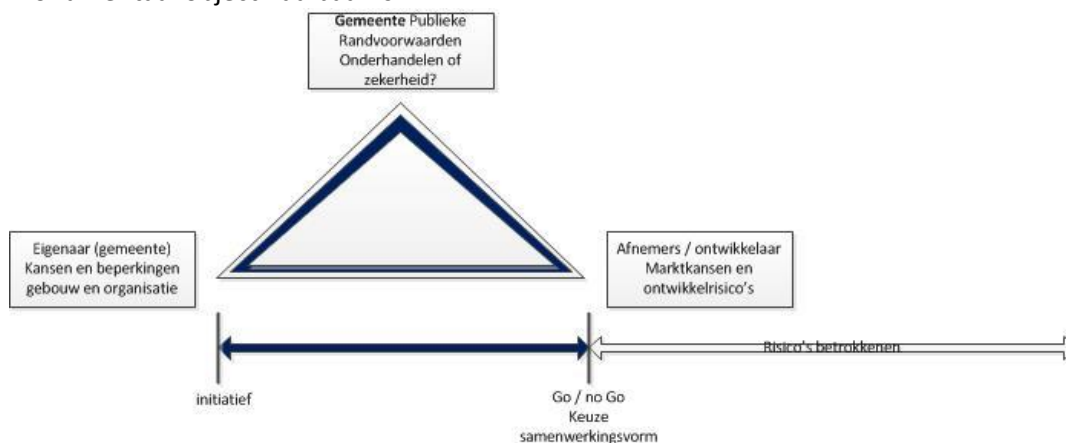 Gemeente Publieke
Randvoorwaarden
Onderhandelen of
zekerheid?
Eigenaar (gemeente)
Kansen en beperkingen
gebouw en organisatie
Afnemers / ontwikkelaar
Marktkansen en
ontwikkelrisico's
Risico's betrokkenen
initiatief
Go / no Go
Keuze
samenwerkingsvorm